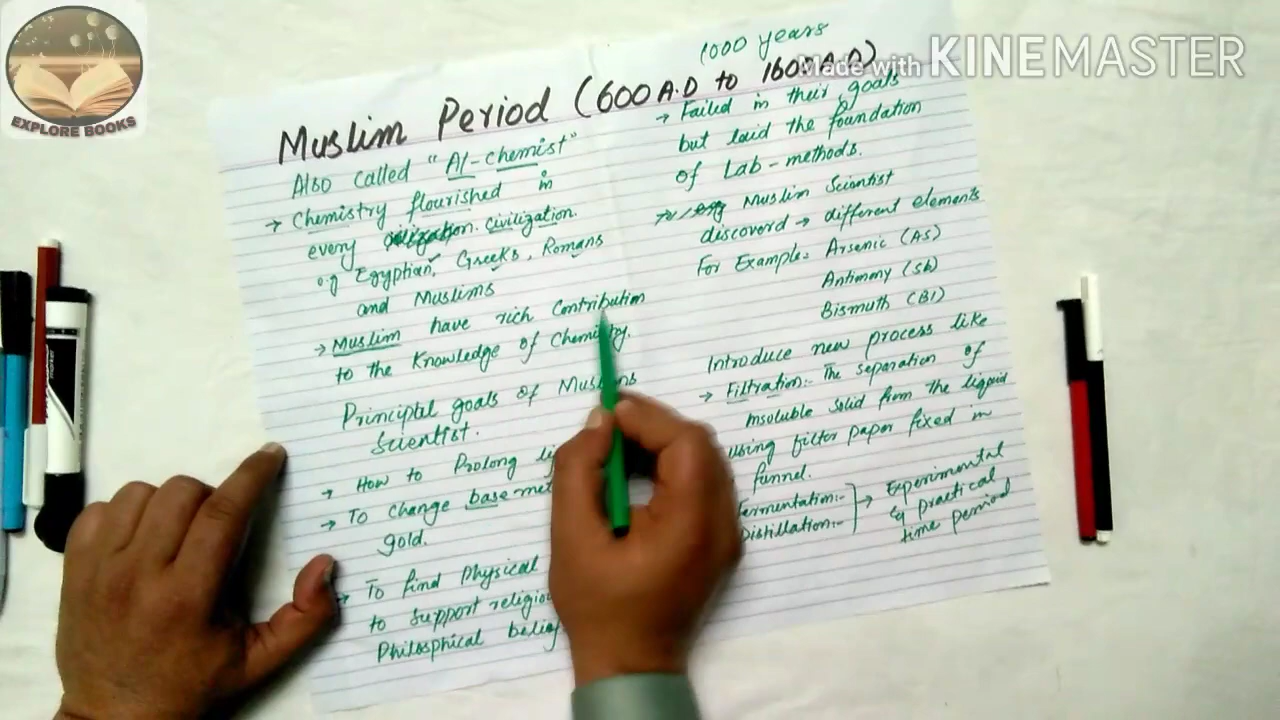 EXPLORE BOOKS
Made with KINEMASTER
1000 years
Muslim Period (600 A.D to 1600 A.D)
Also called "Al-chemist"
→ Chemistry flourished in
every civilization.
e.g Egyptian, Greeks, Romans
and Muslims
→ Muslim have rich Contribution
to the Knowledge of Chemistry.
Principal goals of Muslims
Scientist.
→ How to Prolong
→ To change base
gold.
→ To find Physical
to support
Philosphical
→ Failed in their goals
but laid the foundation
of Lab-methods.
→ Muslim Scientist
discoverd → different elements
For Example. Arsenic (AS)
Antimony (Sb)
Bismuth (BI)
Introduce new process like
→ Filtration:- The separation of
insoluble solid from the liquid
using filter paper fixed in
funnel.
Fermentation:-
Distillation:-
→ Experimental
practical
time period